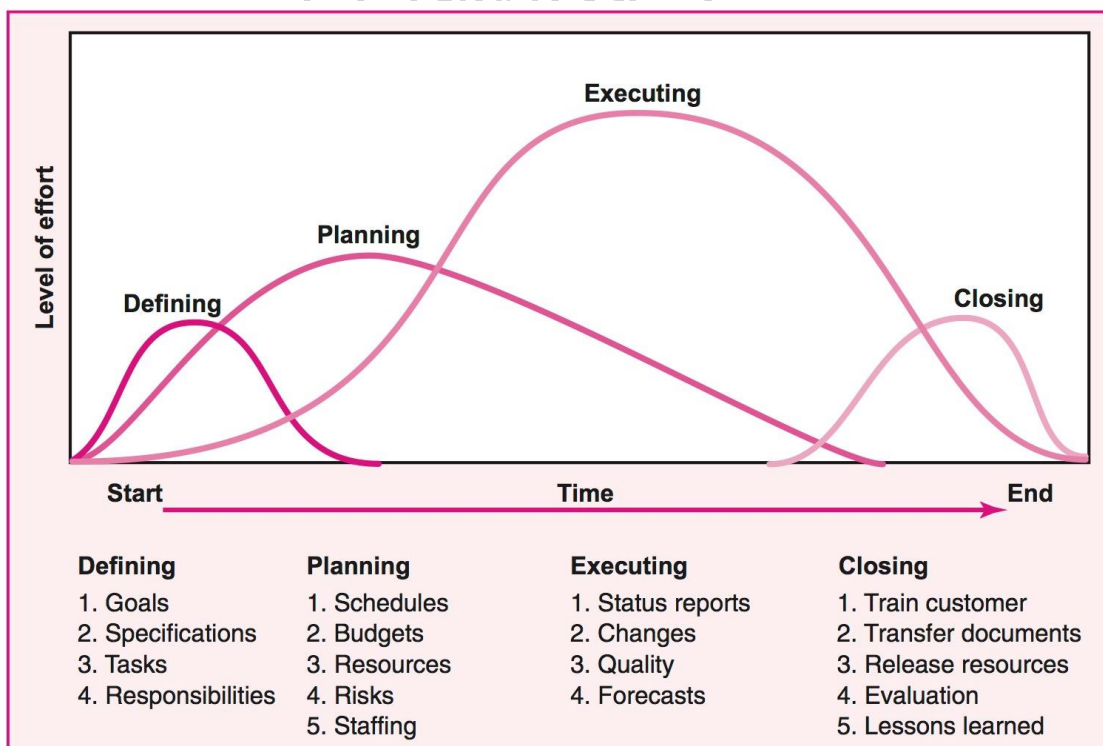 Executing
Planning
Defining
Closing
Level of effort
Start
Time
End
Defining
1. Goals
2. Specifications
3. Tasks
4. Responsibilities
Planning
1. Schedules
2. Budgets
3. Resources
4. Risks
5. Staffing
Executing
1. Status reports
2. Changes
3. Quality
4. Forecasts
Closing
1. Train customer
2. Transfer documents
3. Release resources
4. Evaluation
5. Lessons learned